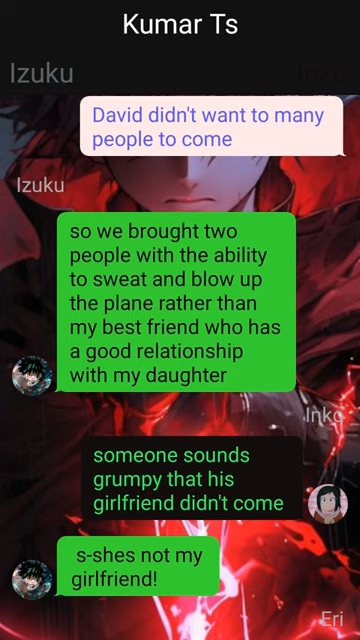 Kumar Ts
Izuku
Inko
David didn't want to many
people to come
Izuku
so we brought two
people with the ability
to sweat and blow up
the plane rather than
my best friend who has
a good relationship
with my daughter
Inko
someone sounds
grumpy that his
girlfriend didn't come
s-shes not my
girlfriend!
Eri